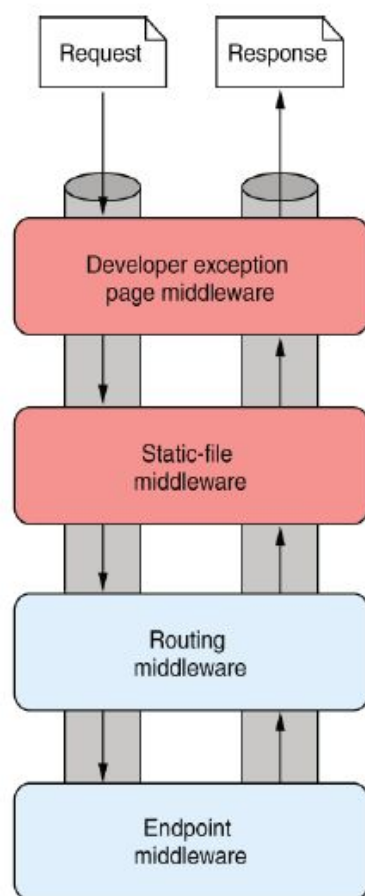 Request
Response
Developer exception
page middleware
Static-file
middleware
Routing
middleware
Endpoint
middleware